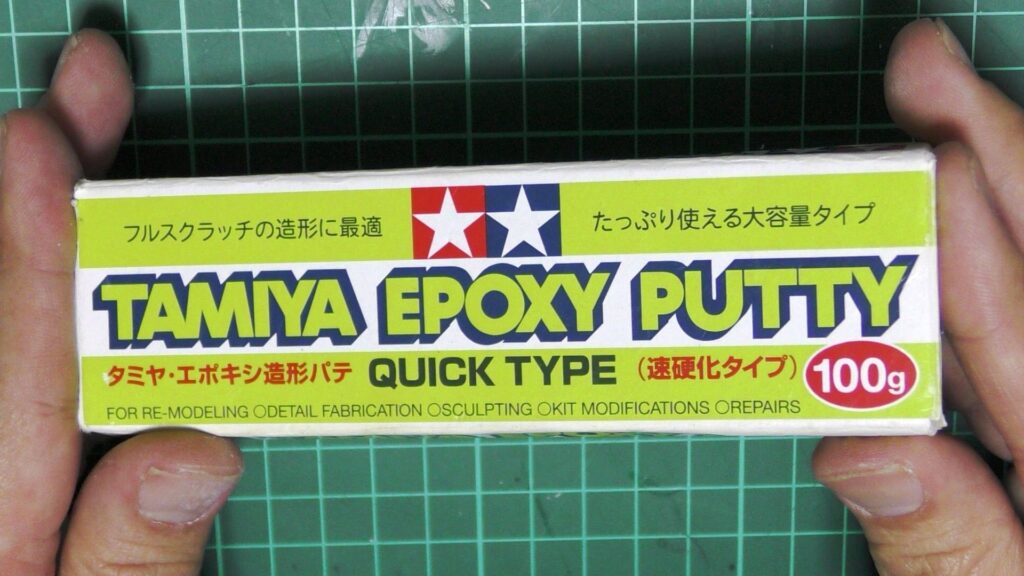 フルスクラッチの造形に最適
たっぷり使える大容量タイプ
TAMIYA EPOXY PUTTY
タミヤ・エポキシ造形パテ QUICK TYPE (速硬化タイプ) 100g
FOR RE-MODELING ○DETAIL FABRICATION ○SCULPTING ○KIT MODIFICATIONS ○REPAIRS